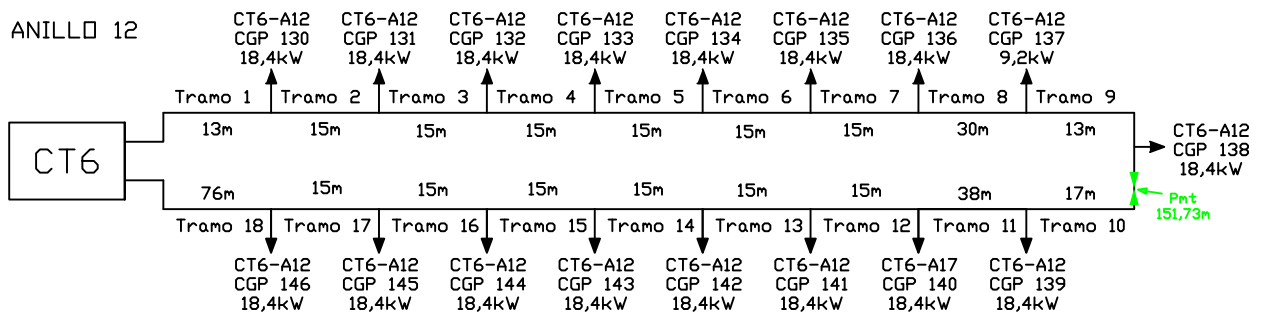 ANILLO 12
CT6-A12
CGP 130
18,4kW
CT6-A12
CGP 131
18,4kW
CT6-A12
CGP 132
18,4kW
CT6-A12
CGP 133
18,4kW
CT6-A12
CGP 134
18,4kW
CT6-A12
CGP 135
18,4kW
CT6-A12
CGP 136
18,4kW
CT6-A12
CGP 137
9,2kW
Tramo 1
Tramo 2
Tramo 3
Tramo 4
Tramo 5
Tramo 6
Tramo 7
Tramo 8
Tramo 9
13m
15m
15m
15m
15m
15m
15m
30m
13m
CT6
CT6-A12
CGP 138
18,4kW
76m
15m
15m
15m
15m
15m
15m
38m
17m
Pmt
151,73m
Tramo 18
Tramo 17
Tramo 16
Tramo 15
Tramo 14
Tramo 13
Tramo 12
Tramo 11
Tramo 10
CT6-A12
CGP 146
18,4kW
CT6-A12
CGP 145
18,4kW
CT6-A12
CGP 144
18,4kW
CT6-A12
CGP 143
18,4kW
CT6-A12
CGP 142
18,4kW
CT6-A12
CGP 141
18,4kW
CT6-A17
CGP 140
18,4kW
CT6-A12
CGP 139
18,4kW